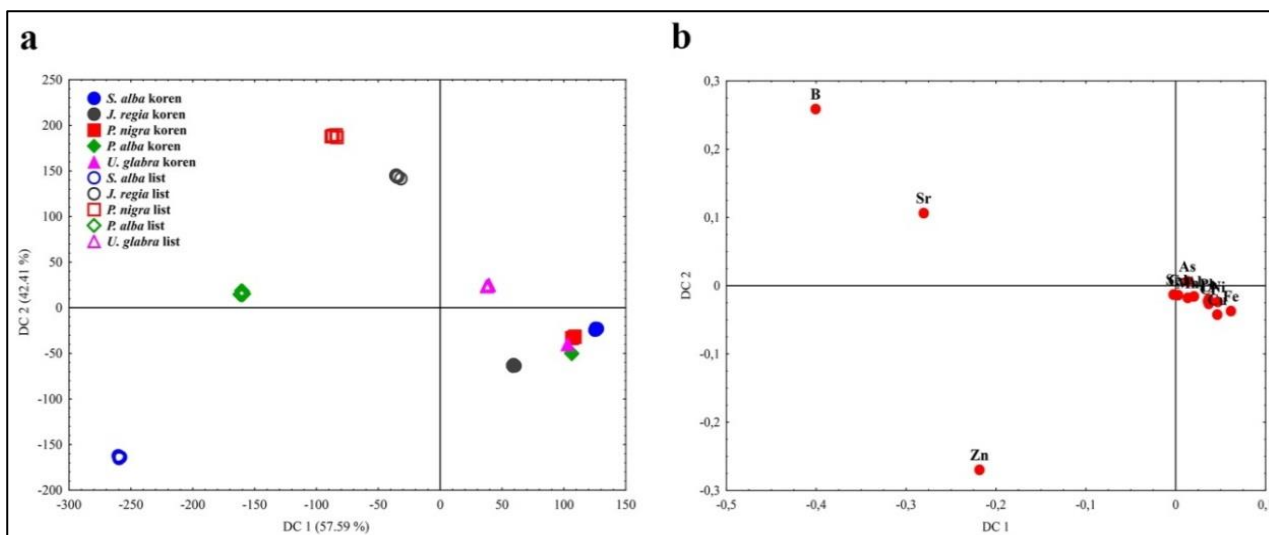 a
250
200
150
100
50
0
-50
-100
-150
-200
DC 2 (42.41 %)
S. alba koren
J. regia koren
P. nigra koren
P. alba koren
U. glabra koren
S. alba list
J. regia list
P. nigra list
P. alba list
U. glabra list
-300 -250 -200 -150 -100 -50 0 50 100 150
DC 1 (57.59 %)
b
0,3
0,2
0,1
0
-0,1
-0,2
-0,3
DC 2
B
Sr
As
Fe
Zn
-0,5 -0,4 -0,3 -0,2 -0,1 0 0,
DC 1